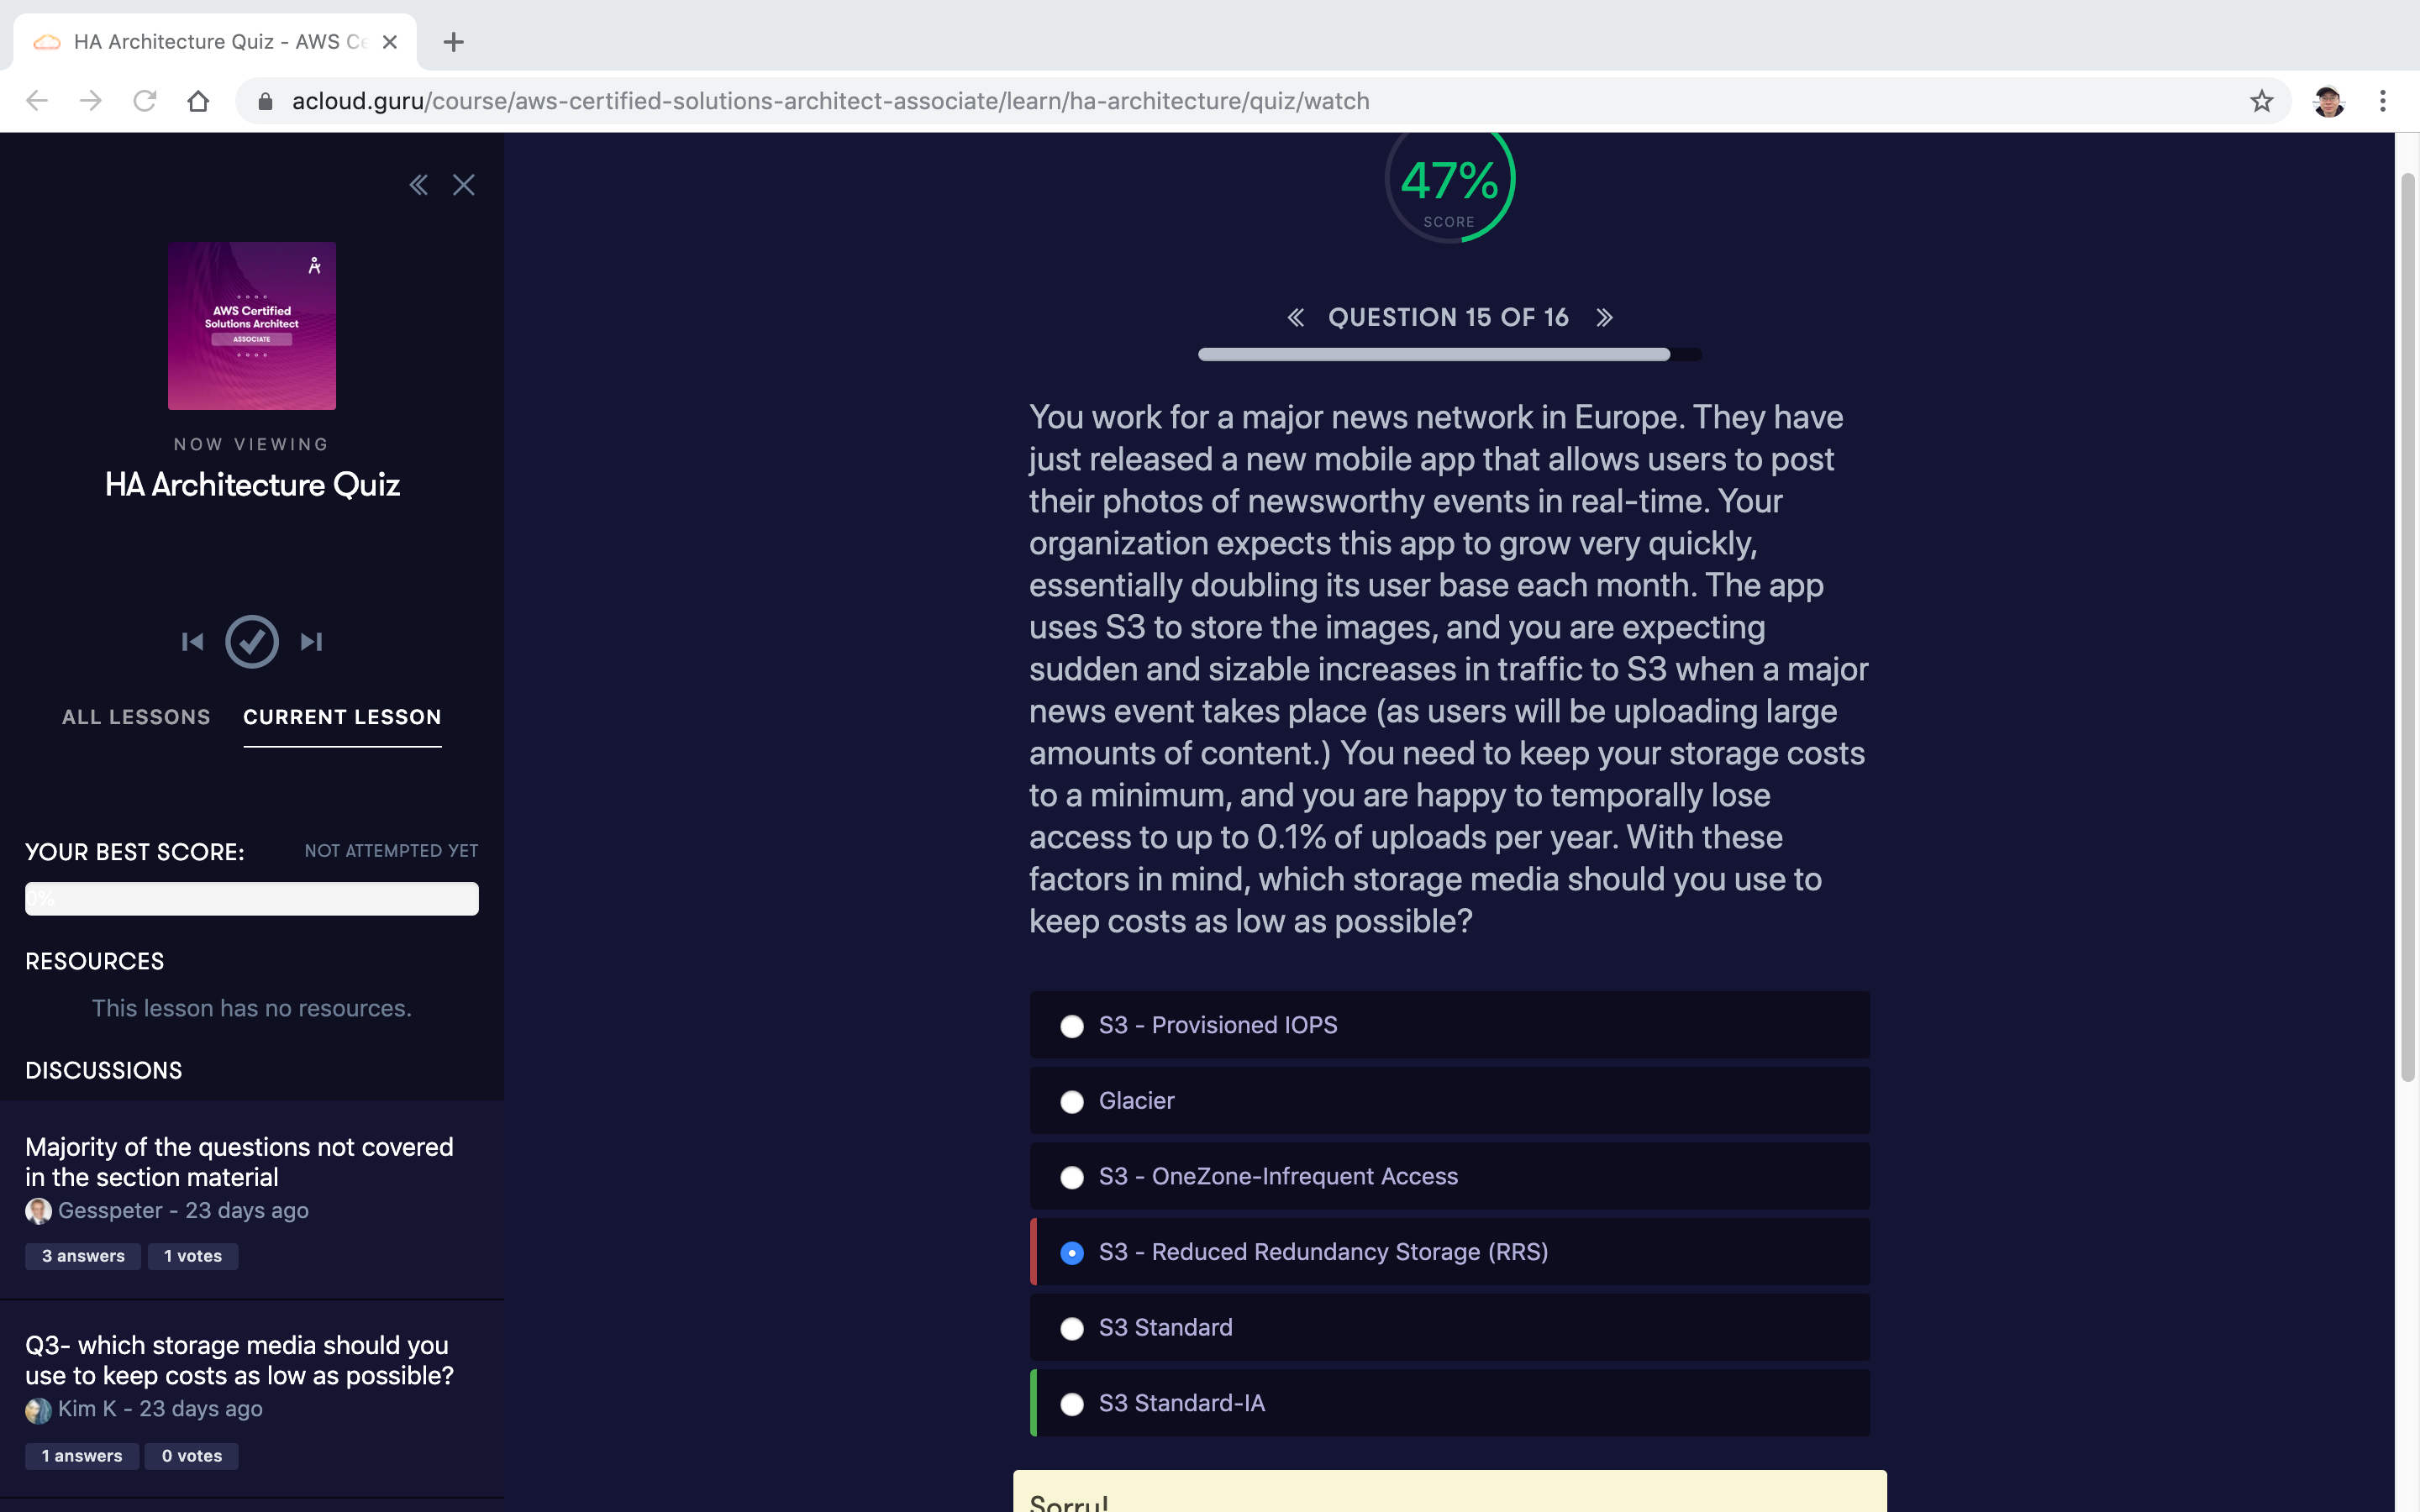 HA Architecture Quiz - AWS Ce
acloud.guru/course/aws-certified-solutions-architect-associate/learn/ha-architecture/quiz/watch
AWS Certified
Solutions Architect
ASSOCIATE
NOW VIEWING
HA Architecture Quiz
ALL LESSONS
CURRENT LESSON
YOUR BEST SCORE:
NOT ATTEMPTED YET
0%
RESOURCES
This lesson has no resources.
DISCUSSIONS
Majority of the questions not covered
in the section material
Gesspeter - 23 days ago
3 answers
1 votes
Q3- which storage media should you
use to keep costs as low as possible?
Kim K - 23 days ago
1 answers
0 votes
47%
SCORE
QUESTION 15 OF 16
You work for a major news network in Europe. They have
just released a new mobile app that allows users to post
their photos of newsworthy events in real-time. Your
organization expects this app to grow very quickly,
essentially doubling its user base each month. The app
uses S3 to store the images, and you are expecting
sudden and sizable increases in traffic to S3 when a major
news event takes place (as users will be uploading large
amounts of content.) You need to keep your storage costs
to a minimum, and you are happy to temporally lose
access to up to 0.1% of uploads per year. With these
factors in mind, which storage media should you use to
keep costs as low as possible?
S3 - Provisioned IOPS
Glacier
S3 - OneZone-Infrequent Access
S3 - Reduced Redundancy Storage (RRS)
S3 Standard
S3 Standard-IA
Sorry!